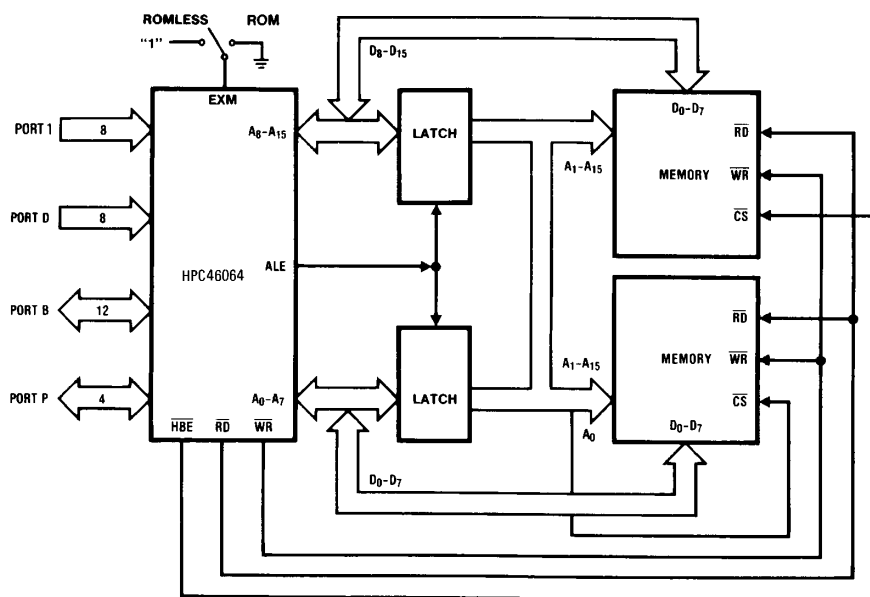 ROMLESS
ROM
"1"
EXM
D8–D15
D0–D7
PORT 1
8
A8–A15
LATCH
RD
A1–A15
MEMORY
WR
PORT D
8
CS
ALE
HPC46064
PORT B
12
RD
A1–A15
MEMORY
WR
PORT P
4
A0–A7
LATCH
CS
HBE
RD
WR
A0
D0–D7
D0–D7